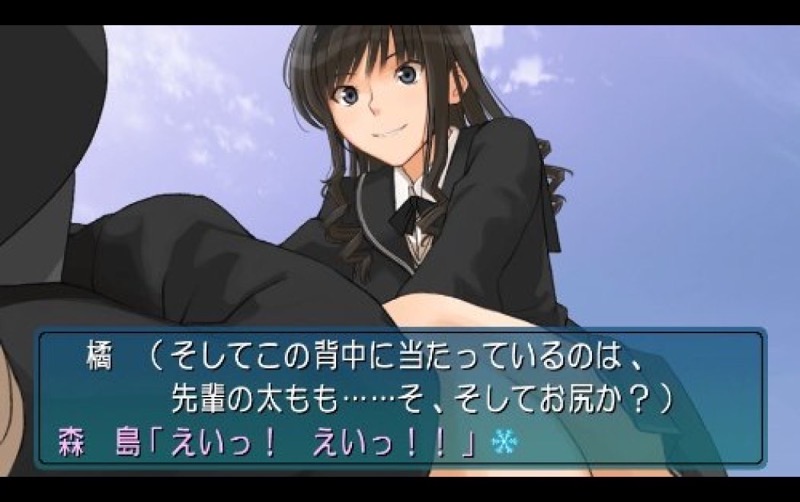 橘 （そしてこの背中に当たっているのは、
先輩の太もも……そ、そしてお尻か？）
森 島「えいっ！ えいっ！！」